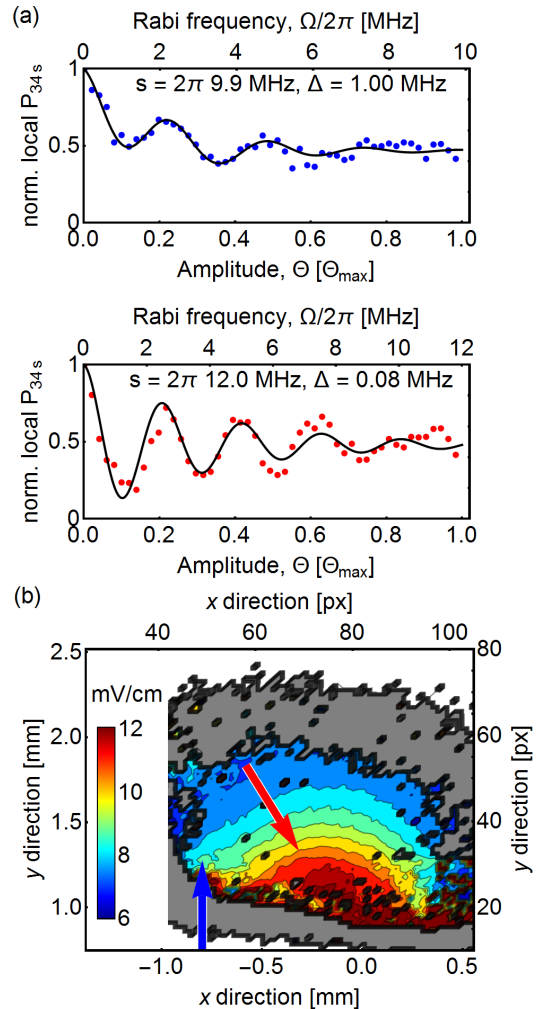 (a)
Rabi frequency, Ω/2π [MHz]
0 2 4 6 8 10
s = 2π 9.9 MHz, Δ = 1.00 MHz
norm. local P34 s
1
0.5
0
0 0.2 0.4 0.6 0.8 1.0
Amplitude, Θ [Θmax]
Rabi frequency, Ω/2π [MHz]
0 2 4 6 8 10 12
s = 2π 12.0 MHz, Δ = 0.08 MHz
norm. local P34 s
1
0.5
0
0 0.2 0.4 0.6 0.8 1.0
Amplitude, Θ [Θmax]
(b)
x direction [px]
40 60 80 100
y direction [mm]
2.5
2.0
1.5
1.0
mV/cm
12
10
8
6
80
60
40
20
y direction [px]
−1.0 −0.5 0.0 0.5
x direction [mm]